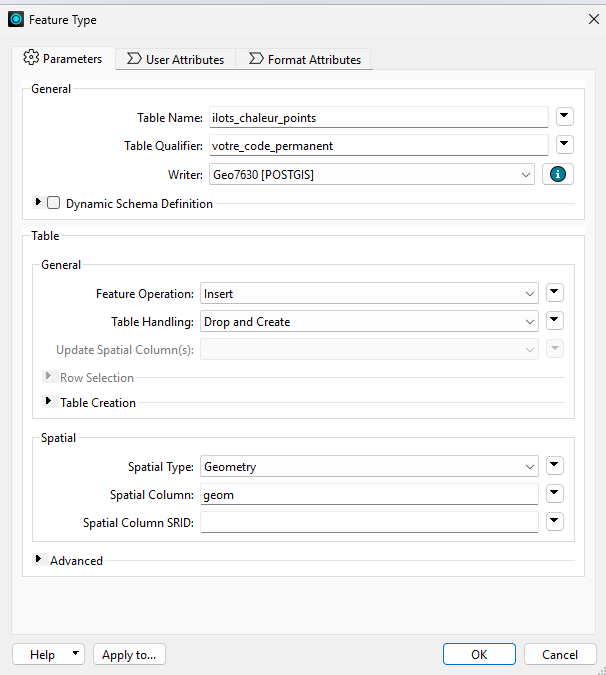 Feature Type
Parameters
User Attributes
Format Attributes
General
Table Name: ilots_chaleur_points
Table Qualifier: votre_code_permanent
Writer: Geo7630 [POSTGIS]
Dynamic Schema Definition
Table
General
Feature Operation: Insert
Table Handling: Drop and Create
Update Spatial Column(s):
Row Selection
Table Creation
Spatial
Spatial Type: Geometry
Spatial Column: geom
Spatial Column SRID:
Advanced
Help
Apply to...
OK
Cancel